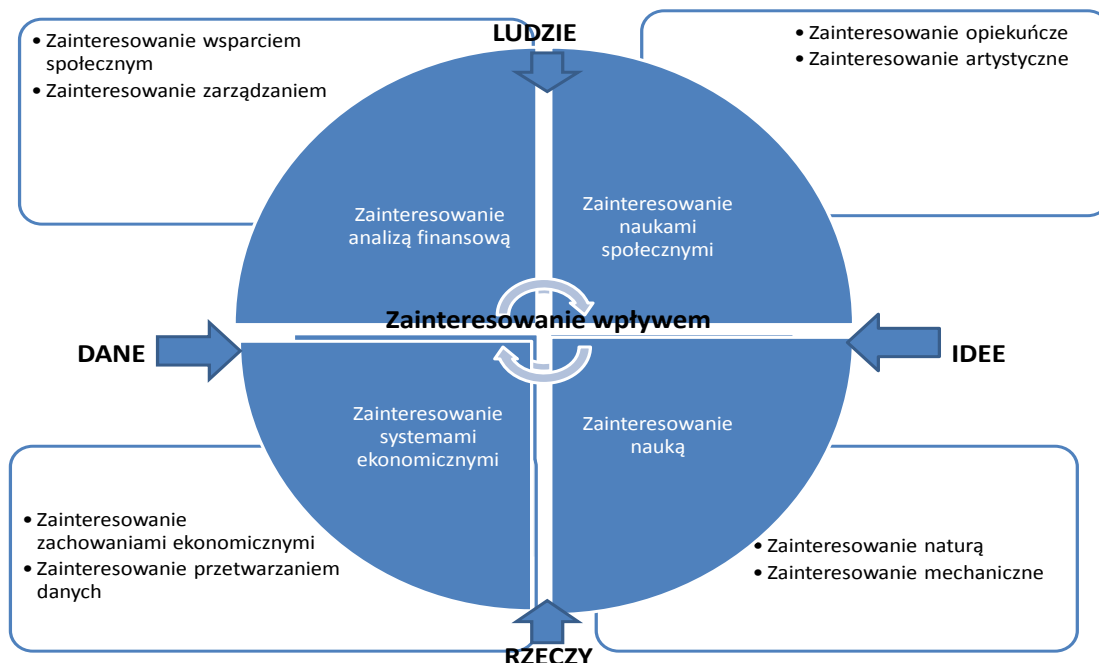 LUDZIE
• Zainteresowanie wsparciem
społecznym
• Zainteresowanie zarządzaniem
• Zainteresowanie opiekuńcze
• Zainteresowanie artystyczne
Zainteresowanie
analizą finansową
Zainteresowanie
naukami
społecznymi
Zainteresowanie wpływem
DANE
IDEE
Zainteresowanie
systemami
ekonomicznymi
Zainteresowanie
nauką
• Zainteresowanie
zachowaniami ekonomicznymi
• Zainteresowanie przetwarzaniem
danych
• Zainteresowanie naturą
• Zainteresowanie mechaniczne
RZECZY